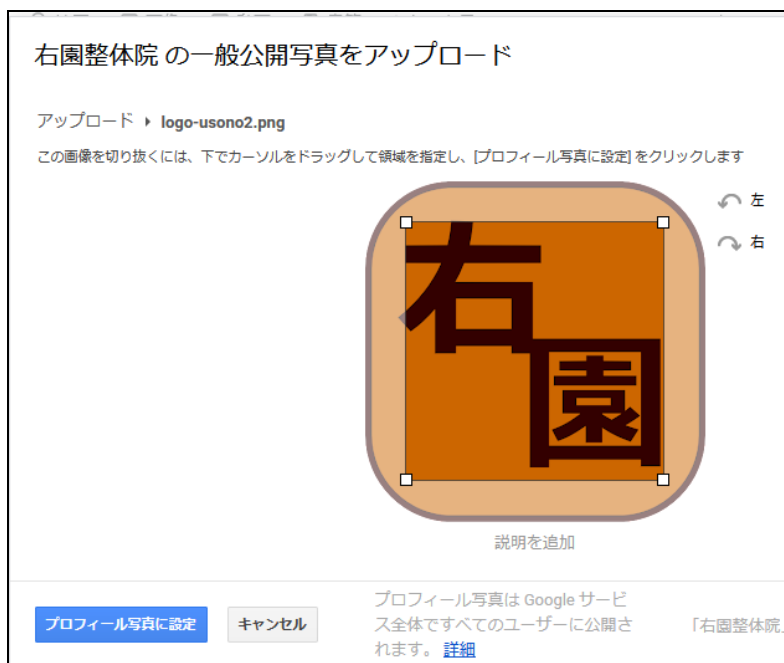 右園整体院 の一般公開写真をアップロード
アップロード ▸ logo-usono2.png
この画像を切り抜くには、下でカーソルをドラッグして領域を指定し、[プロフィール写真に設定] をクリックします
左
右
右園
説明を追加
プロフィール写真に設定
キャンセル
プロフィール写真は Google サービ
ス全体ですべてのユーザーに公開さ
れます。 詳細
「右園整体院」